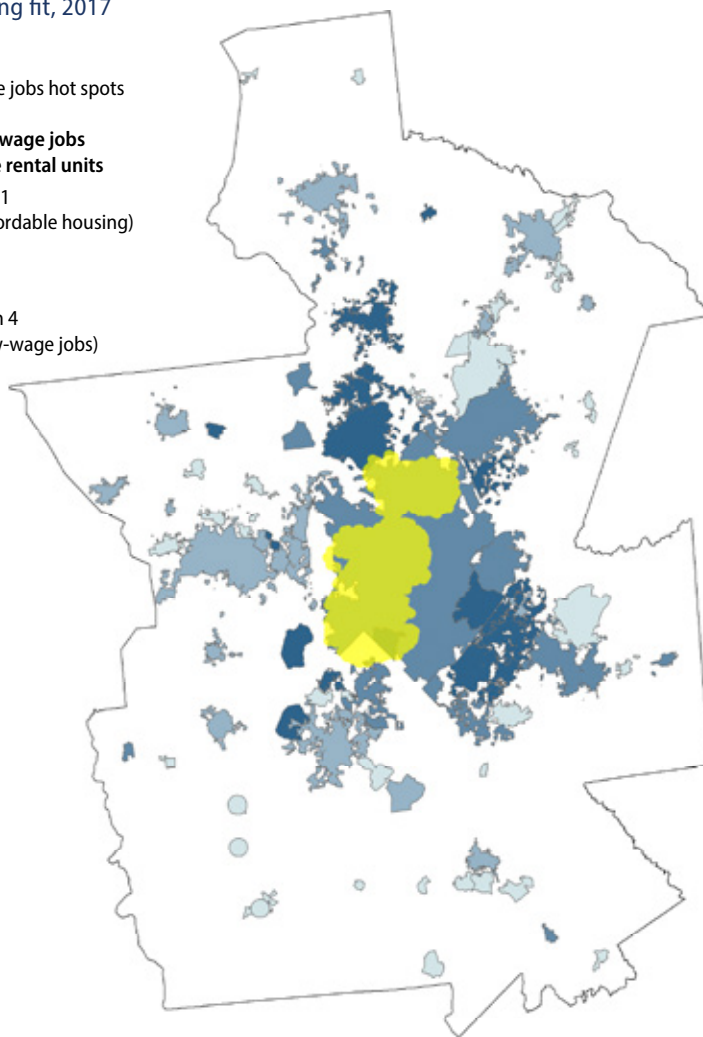 ng fit, 2017
e jobs hot spots
wage jobs
e rental units
1
ordable housing)
n 4
y-wage jobs)